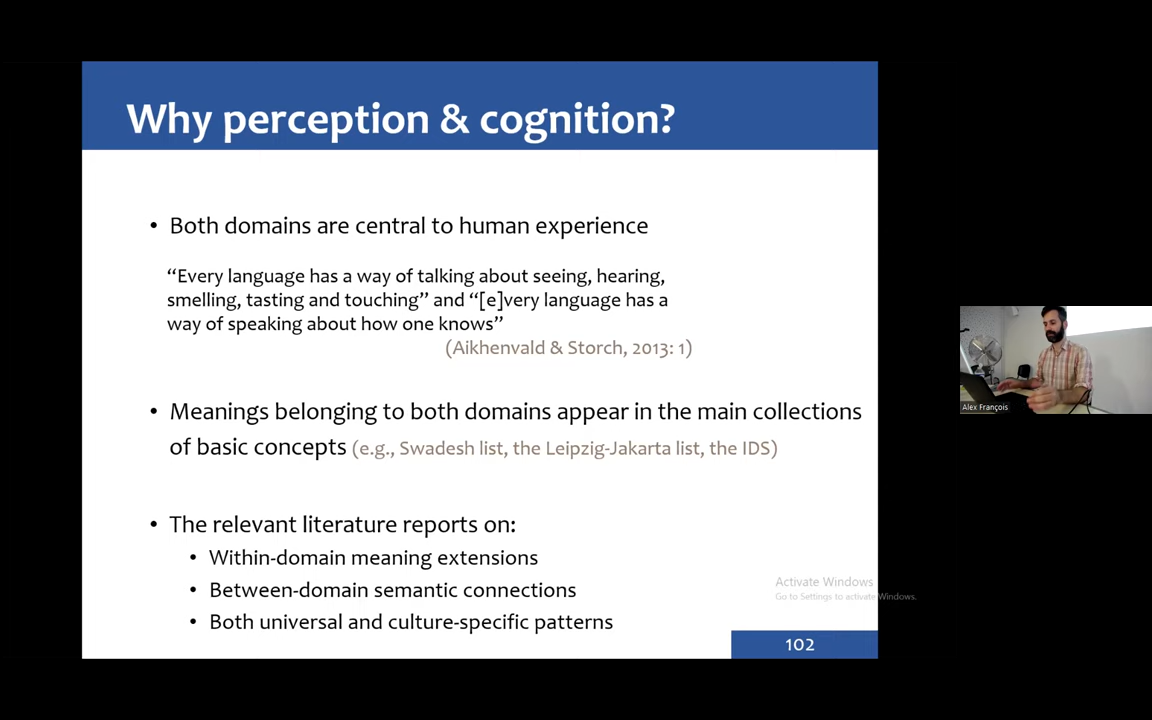 Why perception & cognition?
• Both domains are central to human experience
“Every language has a way of talking about seeing, hearing,
smelling, tasting and touching” and “[e]very language has a
way of speaking about how one knows”
(Aikhenvald & Storch, 2013: 1)
• Meanings belonging to both domains appear in the main collections
of basic concepts (e.g., Swadesh list, the Leipzig-Jakarta list, the IDS)
• The relevant literature reports on:
• Within-domain meaning extensions
• Between-domain semantic connections
• Both universal and culture-specific patterns
Activate Windows
Go to Settings to activate Windows.
102
Alex François